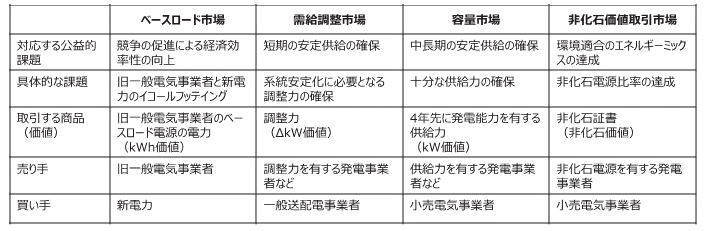 ベースロード市場 需給調整市場 容量市場 非化石価値取引市場
対応する公益的 競争の促進による経済効 短期の安定供給の確保 中長期の安定供給の確保 環境適合のエネルギーミック
課題 率性の向上 スの達成
具体的な課題 旧一般電気事業者と新電 系統安定化に必要となる 十分な供給力の確保 非化石電源比率の達成
力のイコールフッテイング 調整力の確保
取引する商品 旧一般電気事業者のベー 調整力 4年先に発電能力を有する 非化石証書
（価値） スロード電源の電力 （ΔkW価値） 供給力 （非化石価値）
（kWh価値） （kW価値）
売り手 旧一般電気事業者 調整力を有する発電事業 供給力を有する発電事業 非化石電源を有する発電
者など 者など 事業者
買い手 新電力 一般送配電事業者 小売電気事業者 小売電気事業者